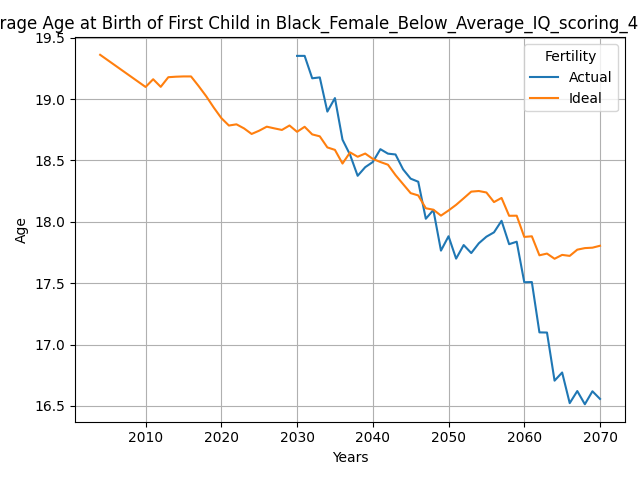 rage Age at Birth of First Child in Black_Female_Below_Average_IQ_scoring_4
19.5
19.0
18.5
18.0
17.5
17.0
16.5
Age
Fertility
Actual
Ideal
2010 2020 2030 2040 2050 2060 2070
Years